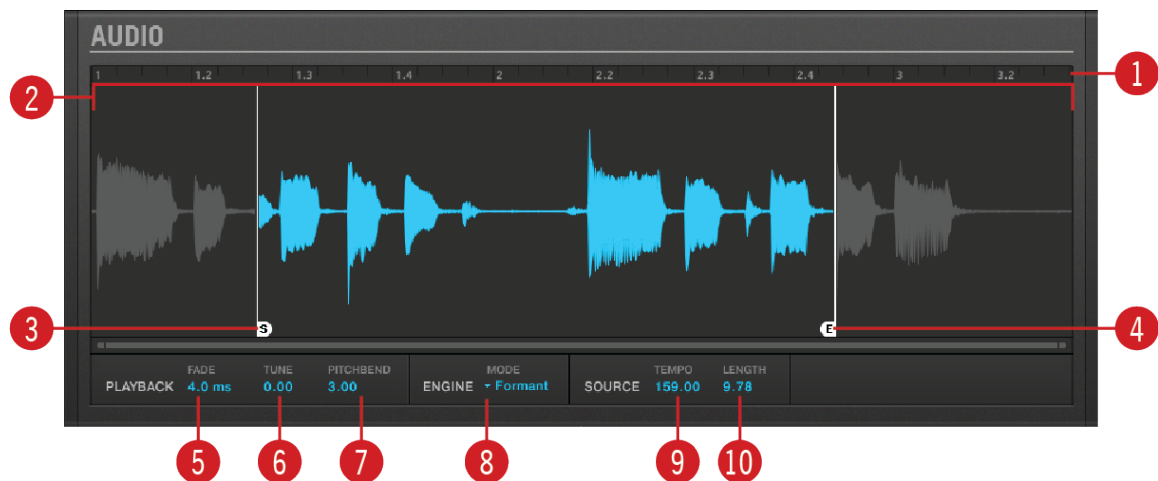 AUDIO
1 1.2 1.3 1.4 2 2.2 2.3 2.4 3 3.2
1
2
3
S
E
4
FADE TUNE PITCHBEND MODE TEMPO LENGTH
PLAYBACK 4.0 ms 0.00 3.00 ENGINE Formant SOURCE 159.00 9.78
5 6 7 8 9 10